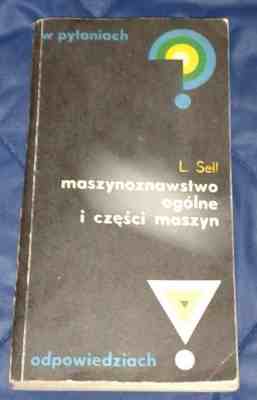 w pytaniach
L. Sell
maszynoznawstwo
ogólne
i części maszyn
odpowiedziach